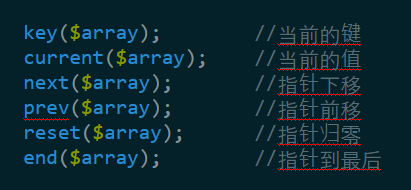 key($array);          //当前的键
current($array);    //当前的值
next($array);         //指针下移
prev($array);         //指针前移
reset($array);       //指针归零
end($array);          //指针到最后